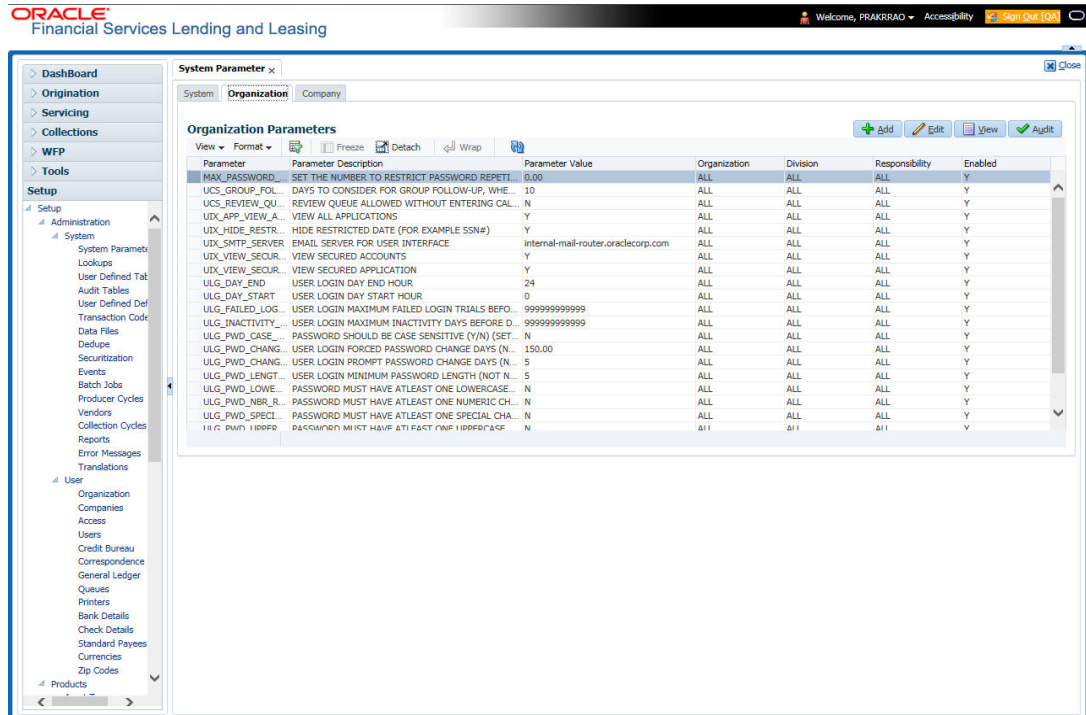 ORACLE
Financial Services Lending and Leasing
Welcome, PRAKRRAO Accessibility Sign Out [QA]
DashBoard
Origination
Servicing
Collections
WFP
Tools
Setup
Setup
Administration
System
System Paramete
Lookups
User Defined Tab
Audit Tables
User Defined Def
Transaction Code
Data Files
Dedupe
Securitization
Events
Batch Jobs
Producer Cycles
Vendors
Collection Cycles
Reports
Error Messages
Translations
User
Organization
Companies
Access
Users
Credit Bureau
Correspondence
General Ledger
Queues
Printers
Bank Details
Check Details
Standard Payees
Currencies
Zip Codes
Products
System Parameter x
Close
System Organization Company
Organization Parameters
Add Edit View Audit
View Format Freeze Detach Wrap
Parameter Parameter Description Parameter Value Organization Division Responsibility Enabled
MAX_PASSWORD_... SET THE NUMBER TO RESTRICT PASSWORD REPETI... 0.00 ALL ALL ALL Y
UCS_GROUP_FOL... DAYS TO CONSIDER FOR GROUP FOLLOW-UP, WHE... 10 ALL ALL ALL Y
UCS_REVIEW_QU... REVIEW QUEUE ALLOWED WITHOUT ENTERING CAL... N ALL ALL ALL Y
UIX_APP_VIEW_A... VIEW ALL APPLICATIONS Y ALL ALL ALL Y
UIX_HIDE_RESTR... HIDE RESTRICTED DATE (FOR EXAMPLE SSN#) Y ALL ALL ALL Y
UIX_SMTP_SERVER EMAIL SERVER FOR USER INTERFACE internal-mail-router.oraclecorp.com ALL ALL ALL Y
UIX_VIEW_SECUR... VIEW SECURED ACCOUNTS Y ALL ALL ALL Y
UIX_VIEW_SECUR... VIEW SECURED APPLICATION Y ALL ALL ALL Y
ULG_DAY_END USER LOGIN DAY END HOUR 24 ALL ALL ALL Y
ULG_DAY_START USER LOGIN DAY START HOUR 0 ALL ALL ALL Y
ULG_FAILED_LOG... USER LOGIN MAXIMUM FAILED LOGIN TRIALS BEFO... 999999999999 ALL ALL ALL Y
ULG_INACTIVITY_... USER LOGIN MAXIMUM INACTIVITY DAYS BEFORE D... 999999999999 ALL ALL ALL Y
ULG_PWD_CASE_... PASSWORD SHOULD BE CASE SENSITIVE (Y/N) (SET... N ALL ALL ALL Y
ULG_PWD_CHANG... USER LOGIN FORCED PASSWORD CHANGE DAYS (N... 150.00 ALL ALL ALL Y
ULG_PWD_CHANG... USER LOGIN PROMPT PASSWORD CHANGE DAYS (N... 5 ALL ALL ALL Y
ULG_PWD_LENGT... USER LOGIN MINIMUM PASSWORD LENGTH (NOT N... 5 ALL ALL ALL Y
ULG_PWD_LOWE... PASSWORD MUST HAVE ATLEAST ONE LOWERCASE... N ALL ALL ALL Y
ULG_PWD_NBR_R... PASSWORD MUST HAVE ATLEAST ONE NUMERIC CH... N ALL ALL ALL Y
ULG_PWD_SPECI... PASSWORD MUST HAVE ATLEAST ONE SPECIAL CHA... N ALL ALL ALL Y
ULG_PWD_UPPER... PASSWORD MUST HAVE ATLEAST ONE UPPERCASE... N ALL ALL ALL Y